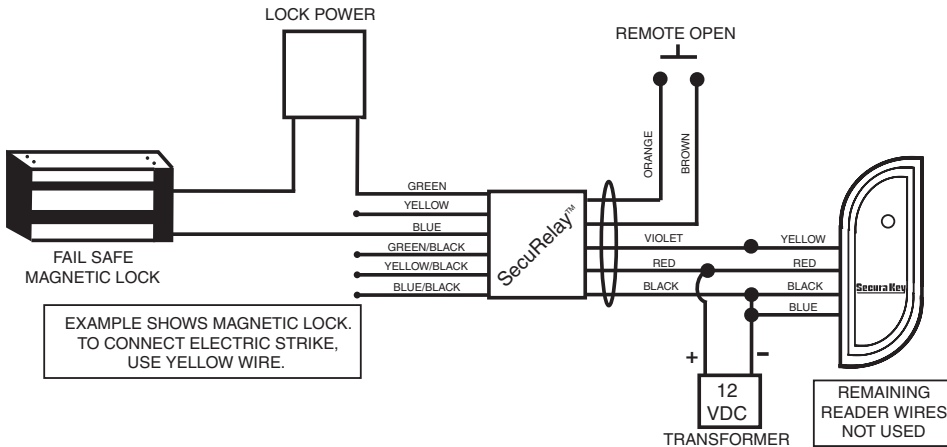 LOCK POWER
REMOTE OPEN
ORANGE
BROWN
GREEN
YELLOW
BLUE
GREEN/BLACK
YELLOW/BLACK
BLUE/BLACK
SecuRelay™
VIOLET
YELLOW
RED
RED
BLACK
BLACK
BLUE
Secura Key
FAIL SAFE
MAGNETIC LOCK
EXAMPLE SHOWS MAGNETIC LOCK.
TO CONNECT ELECTRIC STRIKE,
USE YELLOW WIRE.
+
–
12
VDC
TRANSFORMER
REMAINING
READER WIRES
NOT USED